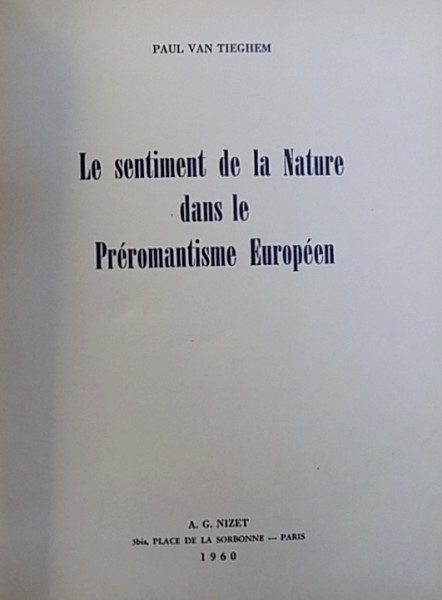 PAUL VAN TIEGHEM
Le sentiment de la Nature
dans le
Préromantisme Européen
A. G. NIZET
3bis, PLACE DE LA SORBONNE — PARIS
1960